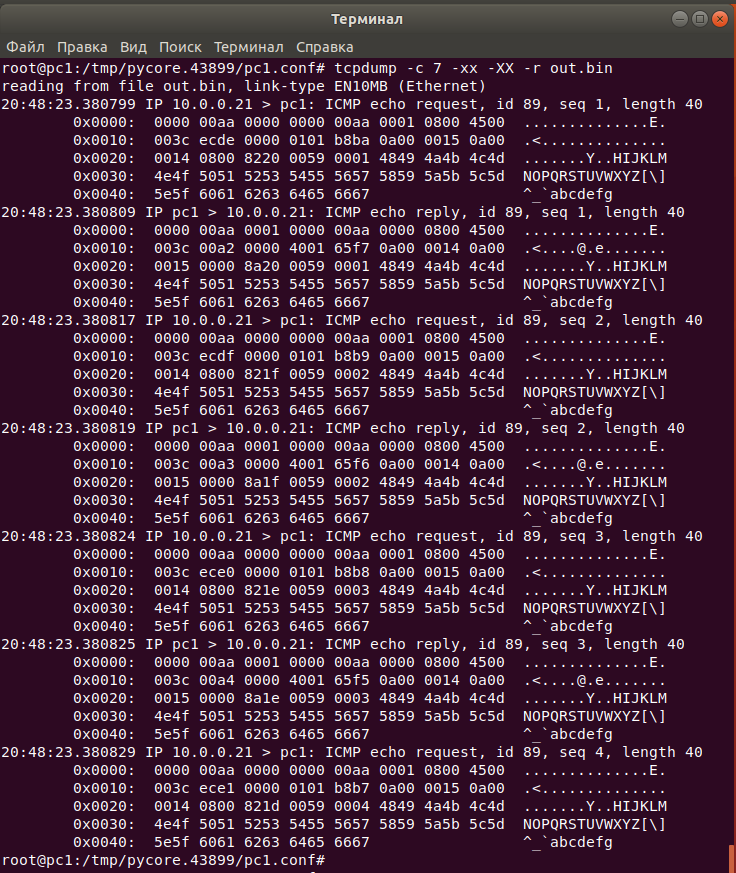 Терминал
Файл Правка Вид Поиск Терминал Справка
root@pc1:/tmp/pycore.43899/pc1.conf# tcpdump -c 7 -xx -XX -r out.bin
reading from file out.bin, link-type EN10MB (Ethernet)
20:48:23.380799 IP 10.0.0.21 > pc1: ICMP echo request, id 89, seq 1, length 40
0x0000: 0000 00aa 0000 0000 00aa 0001 0800 4500 ..............E.
0x0010: 003c ecde 0000 0101 b8ba 0a00 0015 0a00 .<..............
0x0020: 0014 0800 8220 0059 0001 4849 4a4b 4c4d .......Y..HIJKLM
0x0030: 4e4f 5051 5253 5455 5657 5859 5a5b 5c5d NOPQRSTUVWXYZ[\]
0x0040: 5e5f 6061 6263 6465 6667 ^_`abcdefg
20:48:23.380809 IP pc1 > 10.0.0.21: ICMP echo reply, id 89, seq 1, length 40
0x0000: 0000 00aa 0001 0000 00aa 0000 0800 4500 ..............E.
0x0010: 003c 00a2 0000 4001 65f7 0a00 0014 0a00 .<....@.e.......
0x0020: 0015 0000 8a20 0059 0001 4849 4a4b 4c4d .......Y..HIJKLM
0x0030: 4e4f 5051 5253 5455 5657 5859 5a5b 5c5d NOPQRSTUVWXYZ[\]
0x0040: 5e5f 6061 6263 6465 6667 ^_`abcdefg
20:48:23.380817 IP 10.0.0.21 > pc1: ICMP echo request, id 89, seq 2, length 40
0x0000: 0000 00aa 0000 0000 00aa 0001 0800 4500 ..............E.
0x0010: 003c ecdf 0000 0101 b8b9 0a00 0015 0a00 .<..............
0x0020: 0014 0800 821f 0059 0002 4849 4a4b 4c4d .......Y..HIJKLM
0x0030: 4e4f 5051 5253 5455 5657 5859 5a5b 5c5d NOPQRSTUVWXYZ[\]
0x0040: 5e5f 6061 6263 6465 6667 ^_`abcdefg
20:48:23.380819 IP pc1 > 10.0.0.21: ICMP echo reply, id 89, seq 2, length 40
0x0000: 0000 00aa 0001 0000 00aa 0000 0800 4500 ..............E.
0x0010: 003c 00a3 0000 4001 65f6 0a00 0014 0a00 .<....@.e.......
0x0020: 0015 0000 8a1f 0059 0002 4849 4a4b 4c4d .......Y..HIJKLM
0x0030: 4e4f 5051 5253 5455 5657 5859 5a5b 5c5d NOPQRSTUVWXYZ[\]
0x0040: 5e5f 6061 6263 6465 6667 ^_`abcdefg
20:48:23.380824 IP 10.0.0.21 > pc1: ICMP echo request, id 89, seq 3, length 40
0x0000: 0000 00aa 0000 0000 00aa 0001 0800 4500 ..............E.
0x0010: 003c ece0 0000 0101 b8b8 0a00 0015 0a00 .<..............
0x0020: 0014 0800 821e 0059 0003 4849 4a4b 4c4d .......Y..HIJKLM
0x0030: 4e4f 5051 5253 5455 5657 5859 5a5b 5c5d NOPQRSTUVWXYZ[\]
0x0040: 5e5f 6061 6263 6465 6667 ^_`abcdefg
20:48:23.380825 IP pc1 > 10.0.0.21: ICMP echo reply, id 89, seq 3, length 40
0x0000: 0000 00aa 0001 0000 00aa 0000 0800 4500 ..............E.
0x0010: 003c 00a4 0000 4001 65f5 0a00 0014 0a00 .<....@.e.......
0x0020: 0015 0000 8a1e 0059 0003 4849 4a4b 4c4d .......Y..HIJKLM
0x0030: 4e4f 5051 5253 5455 5657 5859 5a5b 5c5d NOPQRSTUVWXYZ[\]
0x0040: 5e5f 6061 6263 6465 6667 ^_`abcdefg
20:48:23.380829 IP 10.0.0.21 > pc1: ICMP echo request, id 89, seq 4, length 40
0x0000: 0000 00aa 0000 0000 00aa 0001 0800 4500 ..............E.
0x0010: 003c ece1 0000 0101 b8b7 0a00 0015 0a00 .<..............
0x0020: 0014 0800 821d 0059 0004 4849 4a4b 4c4d .......Y..HIJKLM
0x0030: 4e4f 5051 5253 5455 5657 5859 5a5b 5c5d NOPQRSTUVWXYZ[\]
0x0040: 5e5f 6061 6263 6465 6667 ^_`abcdefg
root@pc1:/tmp/pycore.43899/pc1.conf#